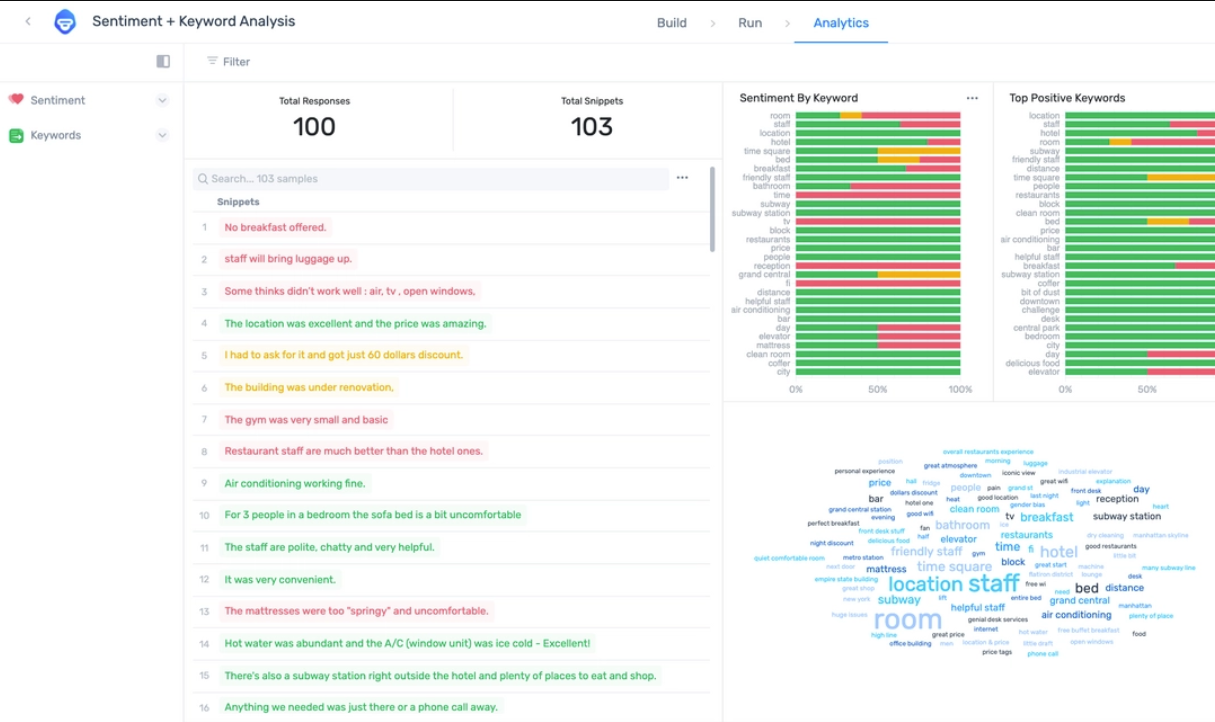 Sentiment + Keyword Analysis
Build
Run
Analytics
Filter
Sentiment
Keywords
Total Responses
100
Total Snippets
103
Search... 103 samples
Snippets
1 No breakfast offered.
2 staff will bring luggage up.
3 Some thinks didn't work well : air, tv , open windows,
4 The location was excellent and the price was amazing.
5 I had to ask for it and got just 60 dollars discount.
6 The building was under renovation,
7 The gym was very small and basic
8 Restaurant staff are much better than the hotel ones.
9 Air conditioning working fine.
10 For 3 people in a bedroom the sofa bed is a bit uncomfortable
11 The staff are polite, chatty and very helpful.
12 It was very convenient.
13 The mattresses were too "springy" and uncomfortable.
14 Hot water was abundant and the A/C (window unit) was ice cold - Excellent!
15 There's also a subway station right outside the hotel and plenty of places to eat and shop.
16 Anything we needed was just there or a phone call away.
Sentiment By Keyword
room
staff
location
hotel
time square
bed
breakfast
friendly staff
bathroom
time
subway
subway station
tv
block
restaurants
price
people
reception
grand central
fi
distance
helpful staff
air conditioning
bar
day
elevator
mattress
clean room
coffer
city
0% 50% 100%
Top Positive Keywords
location
staff
hotel
room
subway
friendly staff
distance
time square
people
restaurants
block
clean room
bed
price
air conditioning
bar
helpful staff
breakfast
subway station
coffer
bit of dust
downtown
challenge
desk
central park
bedroom
city
day
delicious food
elevator
0% 50%
overall restaurants experience
position
great atmosphere
morning
luggage
personal experience
downtown
iconic view
industrial elevator
price
hall
fridge
people
pain
grand st
great wifi
explanation
dollars discount
last night
front desk
day
bar
hotel one
heat
good location
gender bias
light
reception
grand central station
good wifi
clean room
heart
evening
tv
breakfast
subway station
perfect breakfast
front desk stuff
fan
bathroom
ice
restaurants
dry cleaning
manhattan skyline
night discount
delicious food
half
elevator
time
fi
hotel
good restaurants
quiet comfortable room
metro station
friendly staff
gym
block
great start
little bit
next door
mattress
time square
machine
many subway line
empire state building
location
staff
flatiron district
lounge
desk
great shop
free wi
bed
distance
new york
subway
lift
entire bed
need
grand central
manhattan
huge issues
room
helpful staff
genial desk services
air conditioning
plenty of place
high line
great price
internet
hot water
free buffet breakfast
food
office building
men
location & price
little draft
open windows
price tags
phone call